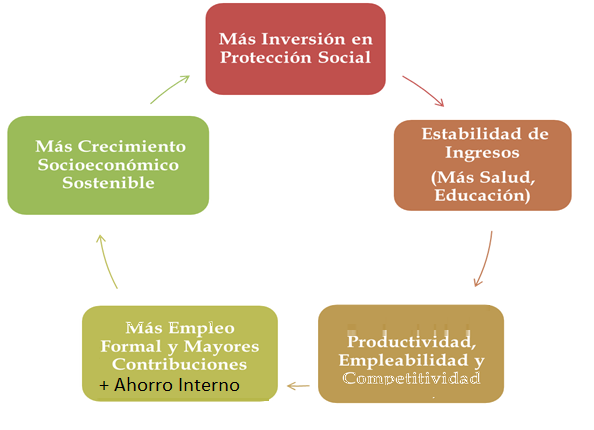 Más Inversión en
Protección Social
Estabilidad de
Ingresos
(Más Salud,
Educación)
Productividad,
Empleabilidad y
Competitividad
Más Empleo
Formal y Mayores
Contribuciones
+ Ahorro Interno
Más Crecimiento
Socioeconómico
Sostenible